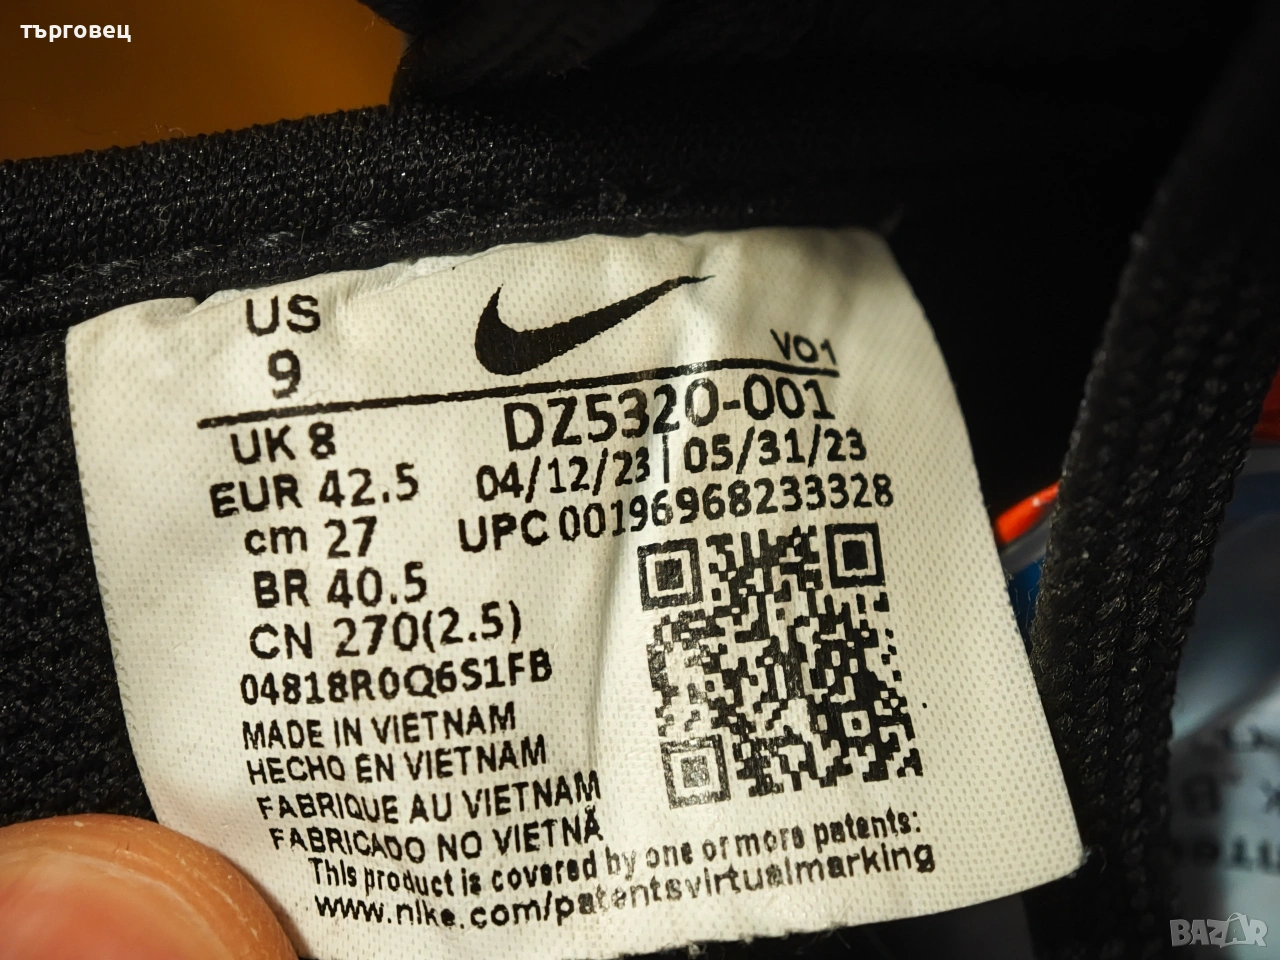 търговец
US
9
VO1
DZ5320-001
UK 8
04/12/23 | 05/31/23
EUR 42.5
UPC 00196968233328
cm 27
BR 40.5
CN 270(2.5)
04818R0Q6S1FB
MADE IN VIETNAM
HECHO EN VIETNAM
FABRIQUE AU VIETNAM
FABRICADO NO VIETNÃ
This product is covered by one or more patents:
www.nike.com/patentsvirtualmarking
BAZAR